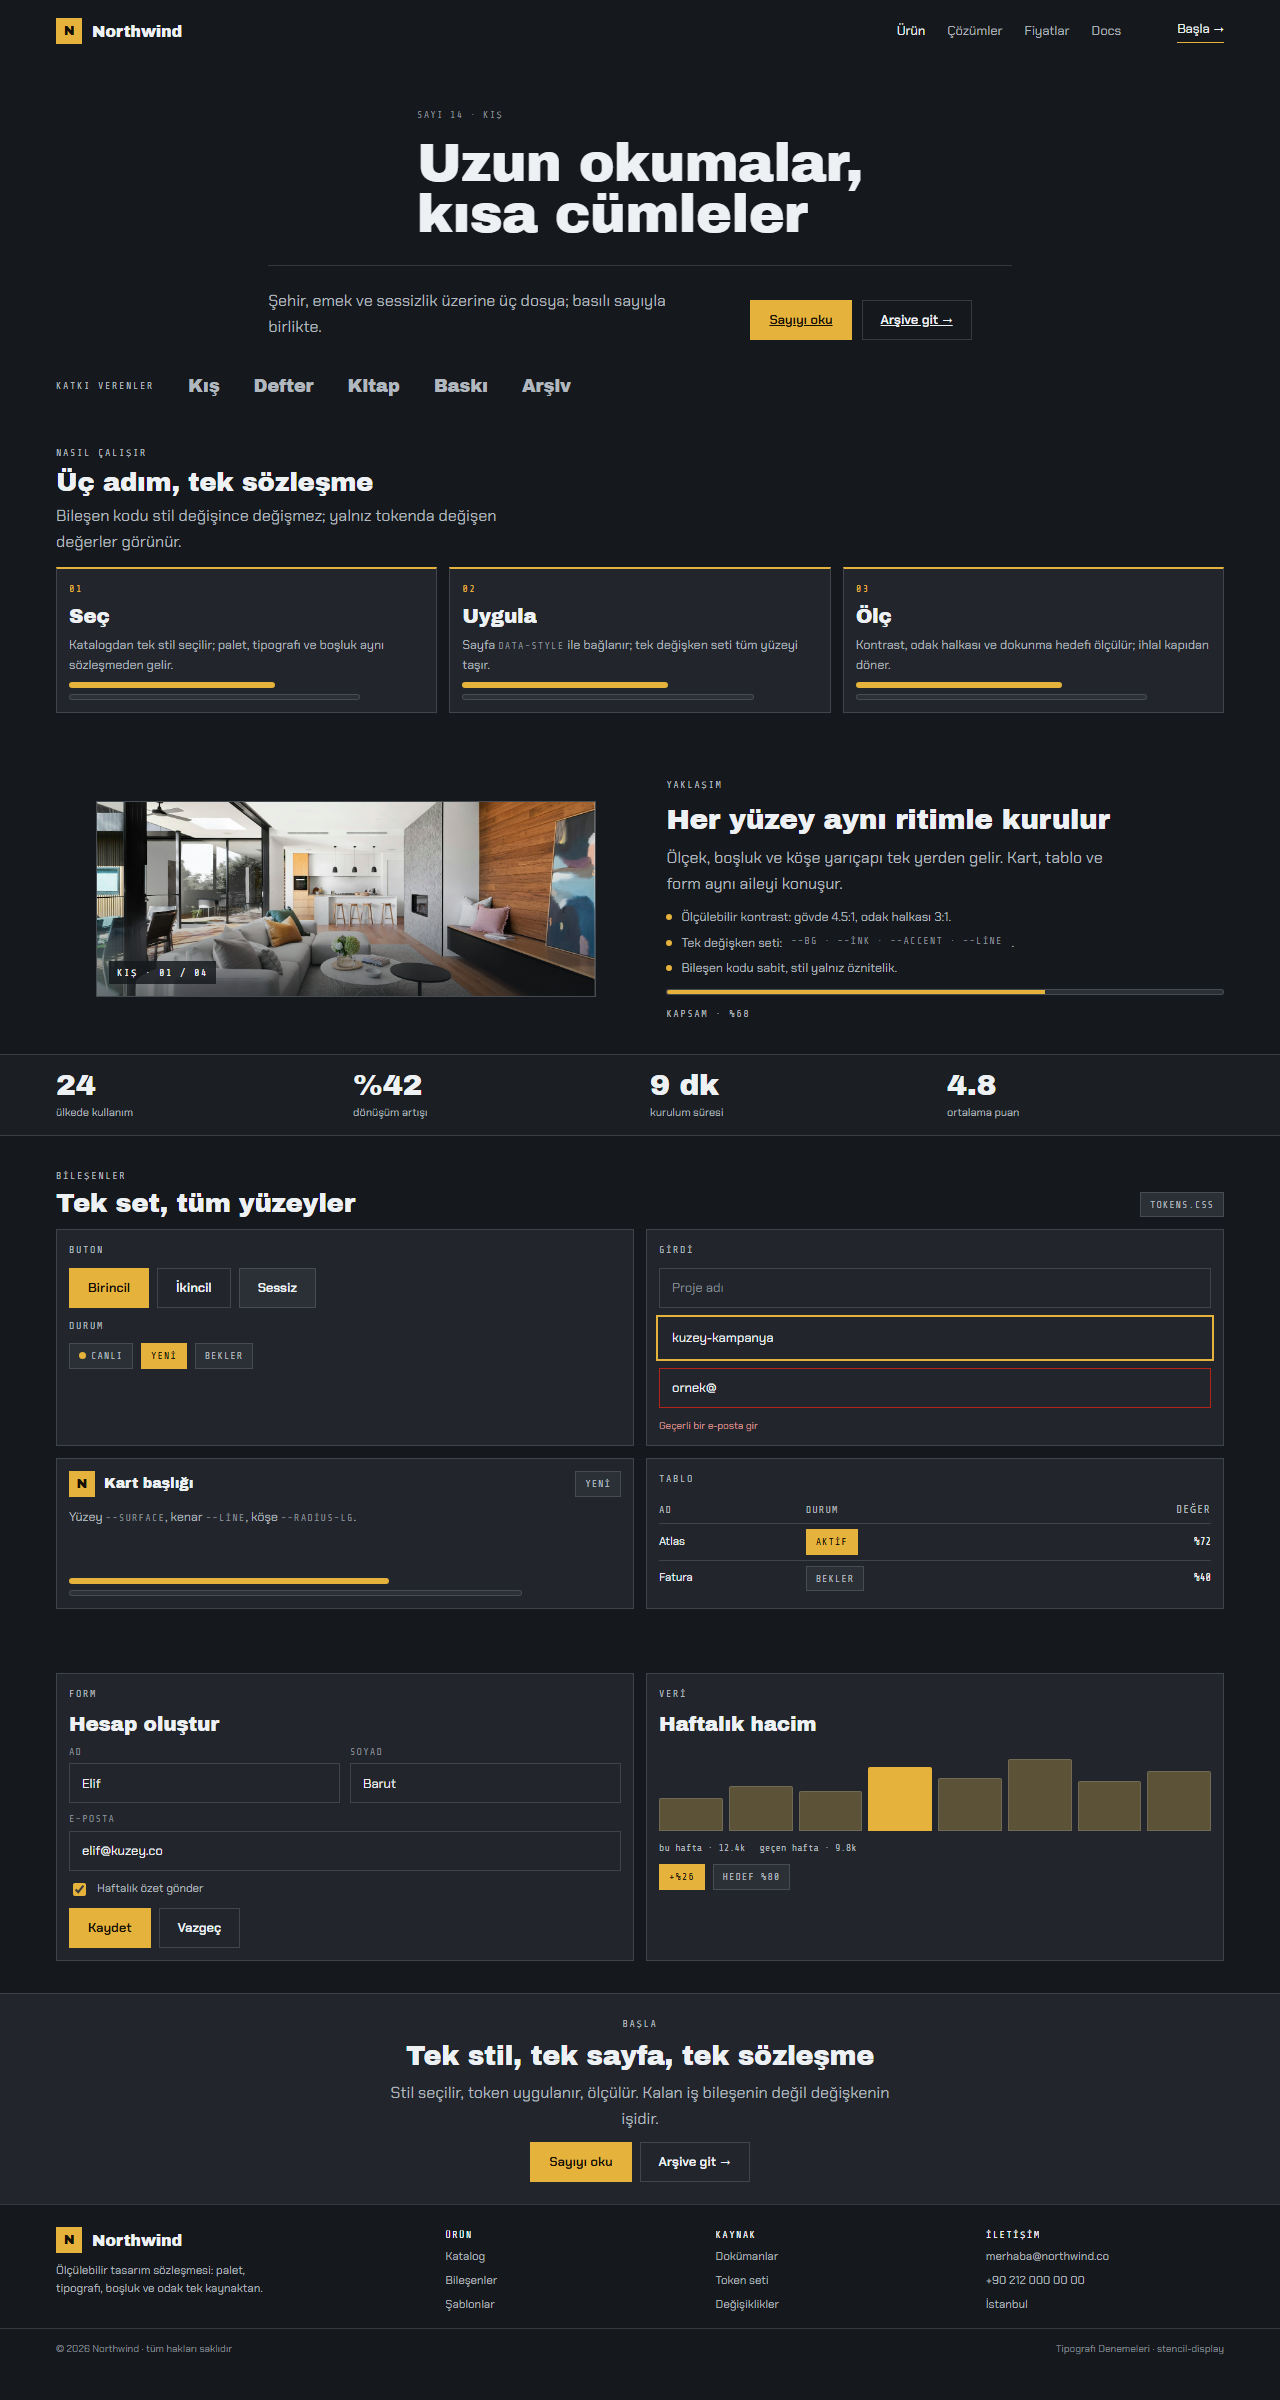 N Northwind
Ürün Çözümler Fiyatlar Docs Başla →
SAYI 14 · KIŞ
Uzun okumalar,
kısa cümleler
Şehir, emek ve sessizlik üzerine üç dosya; basılı sayıyla
birlikte.
Sayıyı oku Arşive git →
KATKI VERENLER Kış Defter Kitap Baskı Arşiv
NASIL ÇALIŞIR
Üç adım, tek sözleşme
Bileşen kodu stil değişince değişmez; yalnız tokenda değişen
değerler görünür.
01
Seç
Katalogdan tek stil seçilir; palet, tipografi ve boşluk aynı
sözleşmeden gelir.
02
Uygula
Sayfa DATA-STYLE ile bağlanır; tek değişken seti tüm yüzeyi
taşır.
03
Ölç
Kontrast, odak halkası ve dokunma hedefi ölçülür; ihlal kapıdan
döner.
KIŞ · 01 / 04
YAKLAŞIM
Her yüzey aynı ritimle kurulur
Ölçek, boşluk ve köşe yarıçapı tek yerden gelir. Kart, tablo ve
form aynı aileyi konuşur.
Ölçülebilir kontrast: gövde 4.5:1, odak halkası 3:1.
Tek değişken seti: --BG · --İNK · --ACCENT · --LİNE .
Bileşen kodu sabit, stil yalnız öznitelik.
KAPSAM · %68
24
ülkede kullanım
%42
dönüşüm artışı
9 dk
kurulum süresi
4.8
ortalama puan
BİLEŞENLER
Tek set, tüm yüzeyler
TOKENS.CSS
BUTON
Birincil İkincil Sessiz
DURUM
CANLI YENİ BEKLER
GİRDİ
Proje adı
kuzey-kampanya
ornek@
Geçerli bir e-posta gir
N Kart başlığı YENİ
Yüzey --SURFACE, kenar --LİNE, köşe --RADİUS-LG.
TABLO
AD DURUM DEĞER
Atlas AKTİF %72
Fatura BEKLER %40
FORM
Hesap oluştur
AD SOYAD
Elif Barut
E-POSTA
elif@kuzey.co
Haftalık özet gönder
Kaydet Vazgeç
VERİ
Haftalık hacim
bu hafta · 12.4k geçen hafta · 9.8k
+%26 HEDEF %80
BAŞLA
Tek stil, tek sayfa, tek sözleşme
Stil seçilir, token uygulanır, ölçülür. Kalan iş bileşenin değil değişkenin
işidir.
Sayıyı oku Arşive git →
N Northwind
Ölçülebilir tasarım sözleşmesi: palet,
tipografi, boşluk ve odak tek kaynaktan.
ÜRÜN
Katalog
Bileşenler
Şablonlar
KAYNAK
Dokümanlar
Token seti
Değişiklikler
İLETİŞİM
merhaba@northwind.co
+90 212 000 00 00
İstanbul
© 2026 Northwind · tüm hakları saklıdır
Tipografi Denemeleri · stencil-display